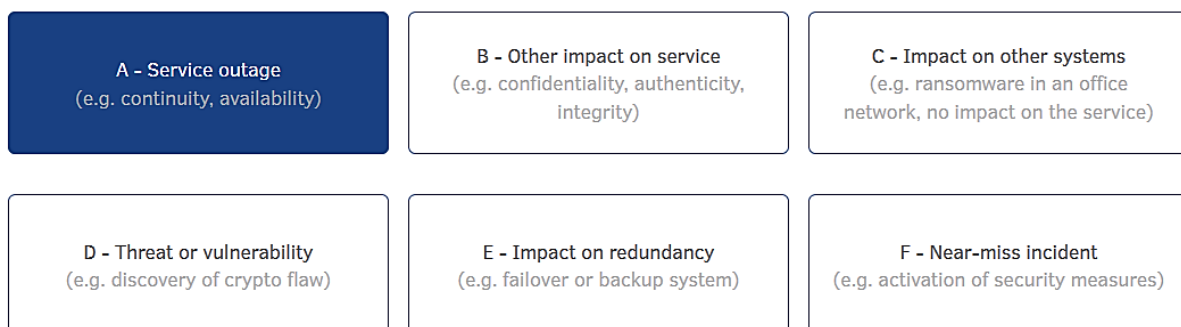 A - Service outage
(e.g. continuity, availability)
B - Other impact on service
(e.g. confidentiality, authenticity,
integrity)
C - Impact on other systems
(e.g. ransomware in an office
network, no impact on the service)
D - Threat or vulnerability
(e.g. discovery of crypto flaw)
E - Impact on redundancy
(e.g. failover or backup system)
F - Near-miss incident
(e.g. activation of security measures)